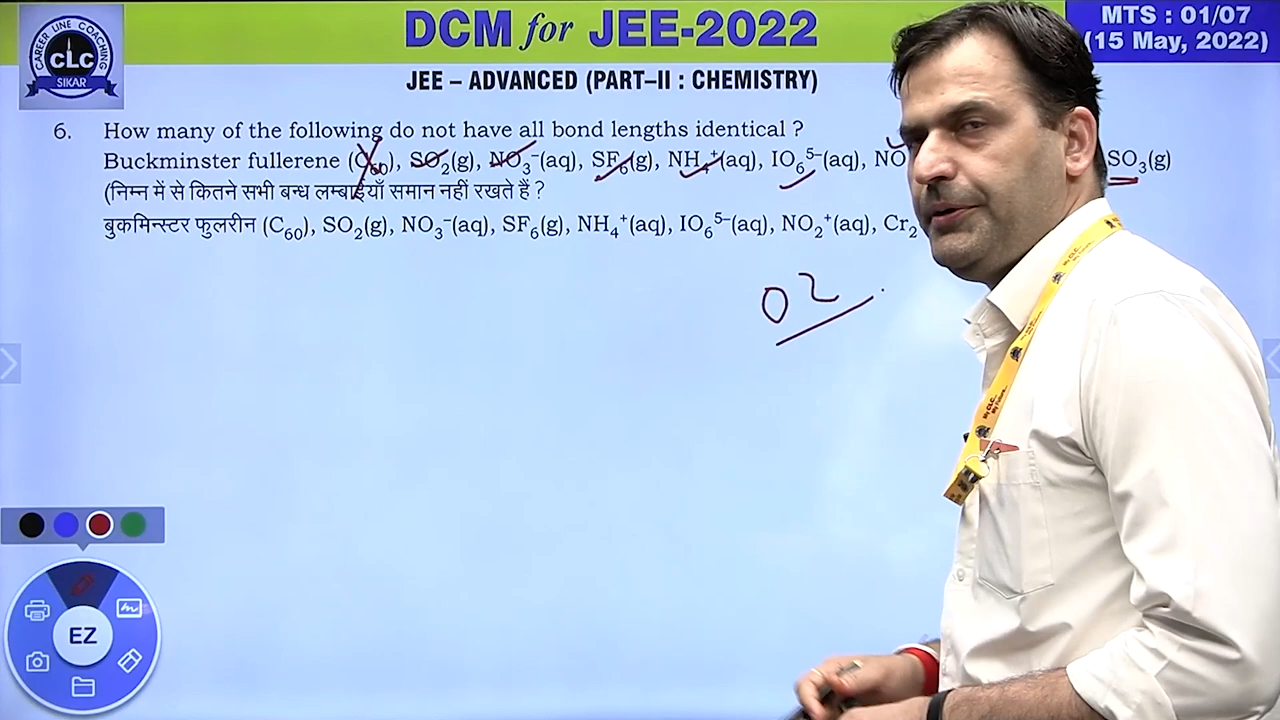 CAREER LINE COACHING
CLC
SIKAR
DCM for JEE-2022
MTS : 01/07
(15 May, 2022)
JEE – ADVANCED (PART–II : CHEMISTRY)
6. How many of the following do not have all bond lengths identical ?
Buckminster fullerene (C₆₀), SO₂(g), NO₃⁻(aq), SF₆(g), NH₄⁺(aq), IO₆⁵⁻(aq), NO SO₃(g)
(निम्न में से कितने सभी बन्ध लम्बाईयाँ समान नहीं रखते हैं ?
बुकमिन्स्टर फुलरीन (C₆₀), SO₂(g), NO₃⁻(aq), SF₆(g), NH₄⁺(aq), IO₆⁵⁻(aq), NO₂⁺(aq), Cr₂
02
EZ